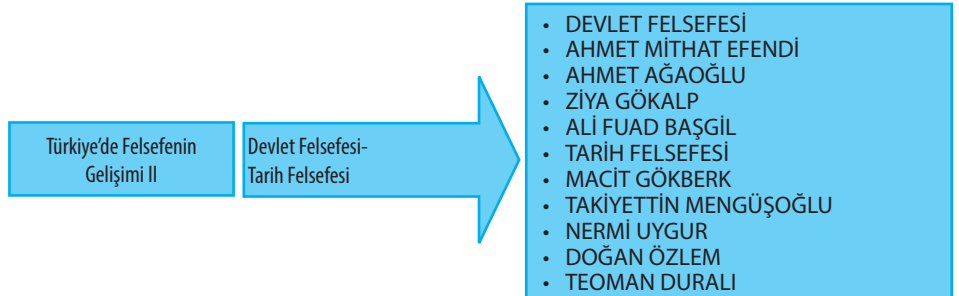 Türkiye’de Felsefenin
Gelişimi II
Devlet Felsefesi-
Tarih Felsefesi
• DEVLET FELSEFESİ
• AHMET MİTHAT EFENDİ
• AHMET AĞAOĞLU
• ZİYA GÖKALP
• ALİ FUAD BAŞGİL
• TARİH FELSEFESİ
• MACİT GÖKBERK
• TAKİYETTİN MENGÜŞOĞLU
• NERMİ UYGUR
• DOĞAN ÖZLEM
• TEOMAN DURALI